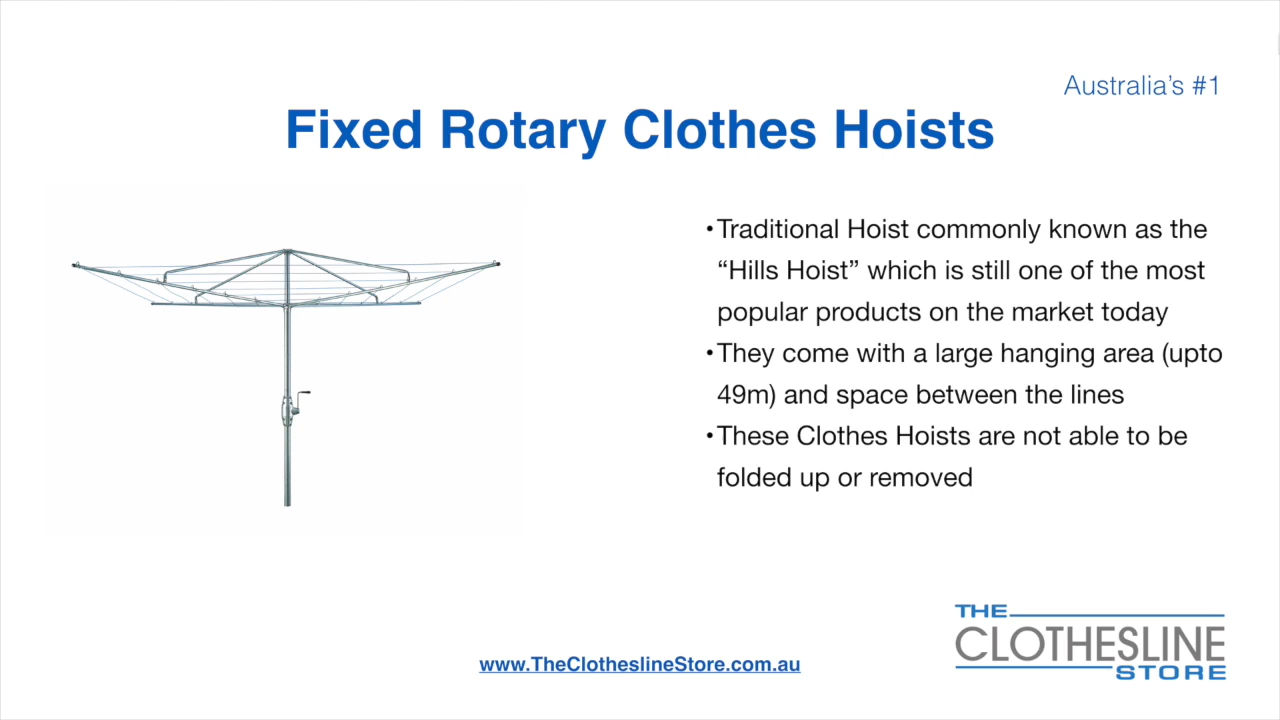 Australia’s #1
Fixed Rotary Clothes Hoists
•Traditional Hoist commonly known as the
“Hills Hoist” which is still one of the most
popular products on the market today
•They come with a large hanging area (upto
49m) and space between the lines
•These Clothes Hoists are not able to be
folded up or removed
THE
CLOTHESLINE
STORE
www.TheClotheslineStore.com.au